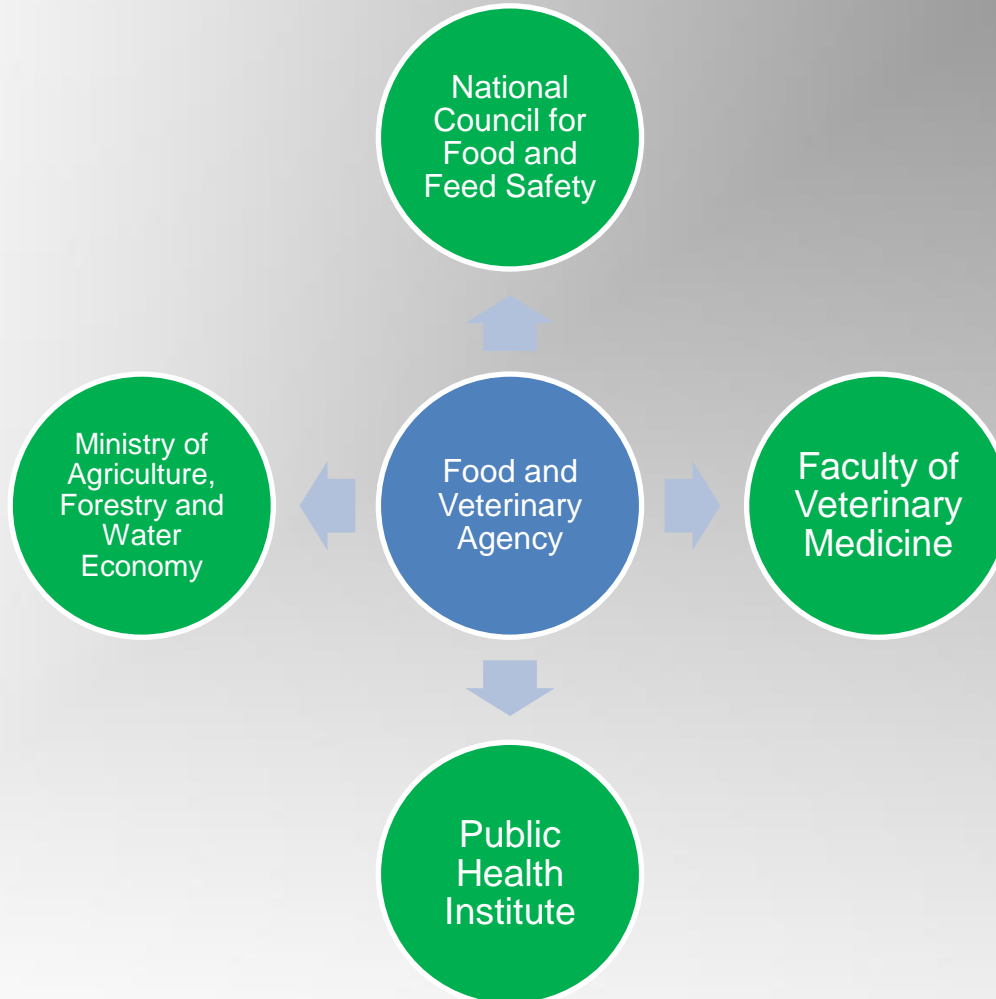 National
Council for
Food and
Feed Safety
Ministry of
Agriculture,
Forestry and
Water
Economy
Food and
Veterinary
Agency
Faculty of
Veterinary
Medicine
Public
Health
Institute